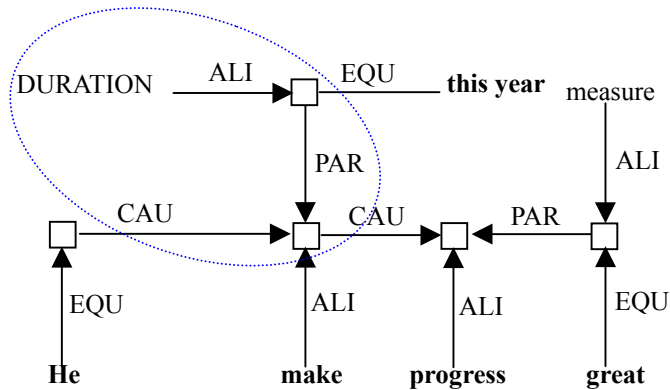 DURATION ALI EQU this year measure
PAR ALI
CAU CAU PAR
EQU ALI ALI EQU
He make progress great